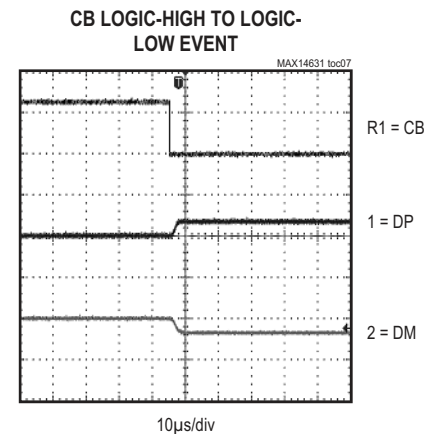 CB LOGIC-HIGH TO LOGIC-
LOW EVENT
MAX14631 toc07
T
R1 = CB
1 = DP
2 = DM
10µs/div